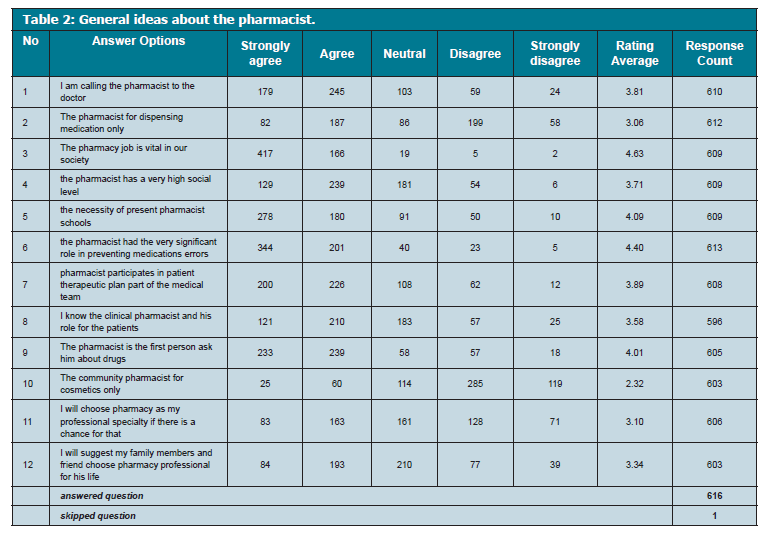 Table 2: General ideas about the pharmacist.
No Answer Options Strongly agree Agree Neutral Disagree Strongly disagree Rating Average Response Count
1 I am calling the pharmacist to the 179 245 103 59 24 3.81 610
doctor
2 The pharmacist for dispensing 82 187 86 199 58 3.06 612
medication only
3 The pharmacy job is vital in our 417 166 19 5 2 4.63 609
society
4 the pharmacist has a very high social 129 239 181 54 6 3.71 609
level
5 the necessity of present pharmacist 278 180 91 50 10 4.09 609
schools
6 the pharmacist had the very significant 344 201 40 23 5 4.40 613
role in preventing medications errors
7 pharmacist participates in patient 200 226 108 62 12 3.89 608
therapeutic plan part of the medical
team
8 I know the clinical pharmacist and his 121 210 183 57 25 3.58 596
role for the patients
9 The pharmacist is the first person ask 233 239 58 57 18 4.01 605
him about drugs
10 The community pharmacist for 25 60 114 285 119 2.32 603
cosmetics only
11 I will choose pharmacy as my 83 163 161 128 71 3.10 606
professional specialty if there is a
chance for that
12 I will suggest my family members and 84 193 210 77 39 3.34 603
friend choose pharmacy professional
for his life
answered question 616
skipped question 1